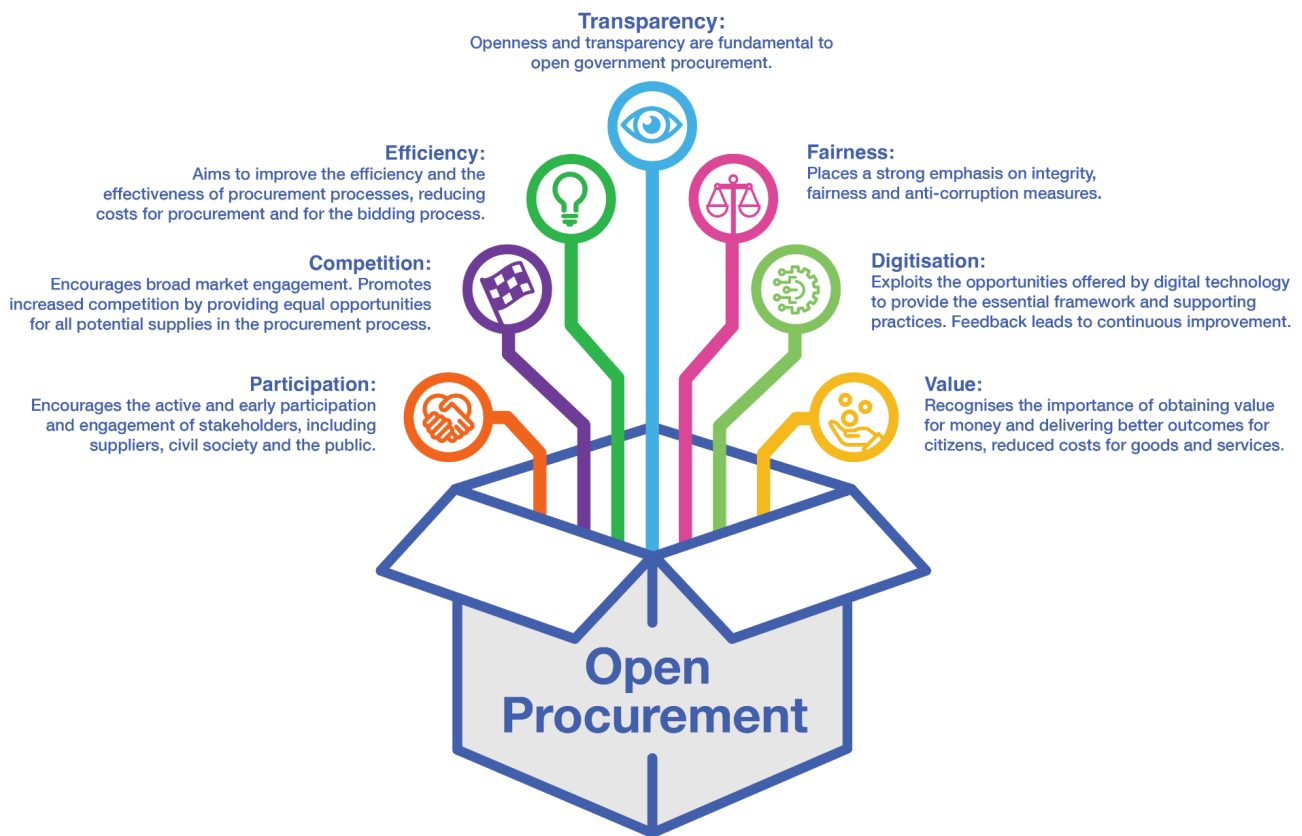 Transparency:
Openness and transparency are fundamental to
open government procurement.
Efficiency:
Aims to improve the efficiency and the
effectiveness of procurement processes, reducing
costs for procurement and for the bidding process.
Fairness:
Places a strong emphasis on integrity,
fairness and anti-corruption measures.
Competition:
Encourages broad market engagement. Promotes
increased competition by providing equal opportunities
for all potential supplies in the procurement process.
Digitisation:
Exploits the opportunities offered by digital technology
to provide the essential framework and supporting
practices. Feedback leads to continuous improvement.
Participation:
Encourages the active and early participation
and engagement of stakeholders, including
suppliers, civil society and the public.
Value:
Recognises the importance of obtaining value
for money and delivering better outcomes for
citizens, reduced costs for goods and services.
Open
Procurement